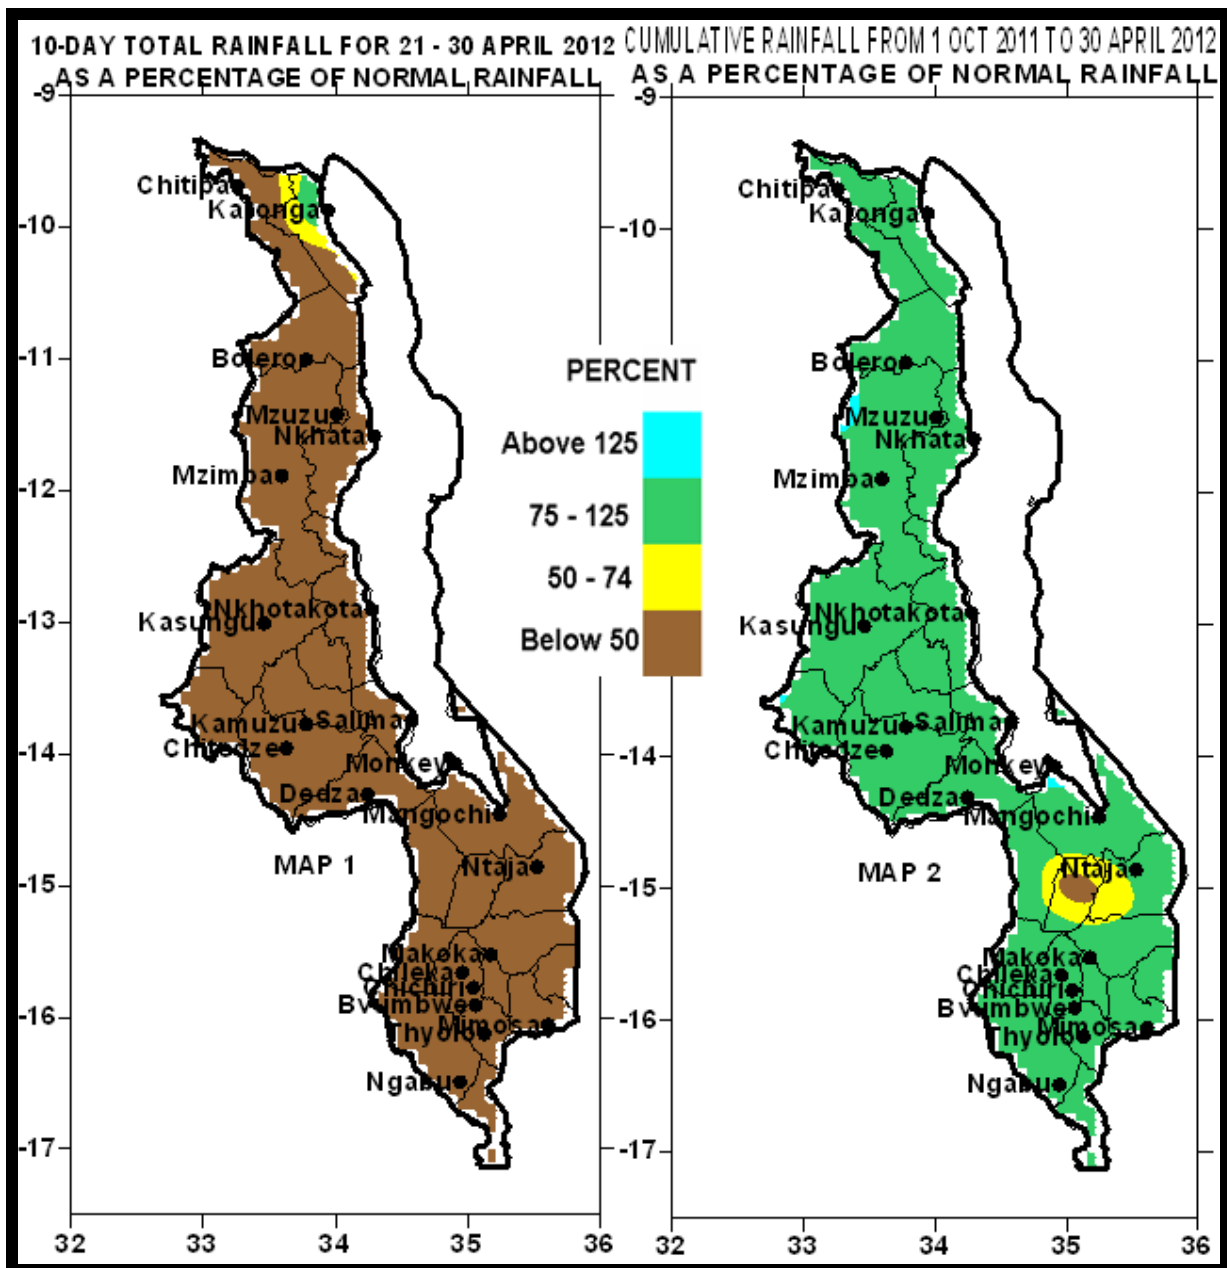 10-DAY TOTAL RAINFALL FOR 21 - 30 APRIL 2012
AS A PERCENTAGE OF NORMAL RAINFALL
CUMULATIVE RAINFALL FROM 1 OCT 2011 TO 30 APRIL 2012
AS A PERCENTAGE OF NORMAL RAINFALL
-9
-10
-11
-12
-13
-14
-15
-16
-17
32
33
34
35
36
Chitipa
Karonga
Bolero
Mzuzu
Nkhata
Mzimba
Nkhotakota
Kasungu
Kamuzu
Salima
Chitedze
Monkey
Dedza
Mangochi
MAP 1
Ntaja
Makoka
Chileka
Chichiri
Bvumbwe
Mimosa
Thyolo
Ngabu
PERCENT
Above 125
75 - 125
50 - 74
Below 50
-9
-10
-11
-12
-13
-14
-15
-16
-17
32
33
34
35
36
Chitipa
Karonga
Bolero
Mzuzu
Nkhata
Mzimba
Nkhotakota
Kasungu
Kamuzu
Salima
Chitedze
Monkey
Dedza
Mangochi
MAP 2
Ntaja
Makoka
Chileka
Chichiri
Bvumbwe
Mimosa
Thyolo
Ngabu